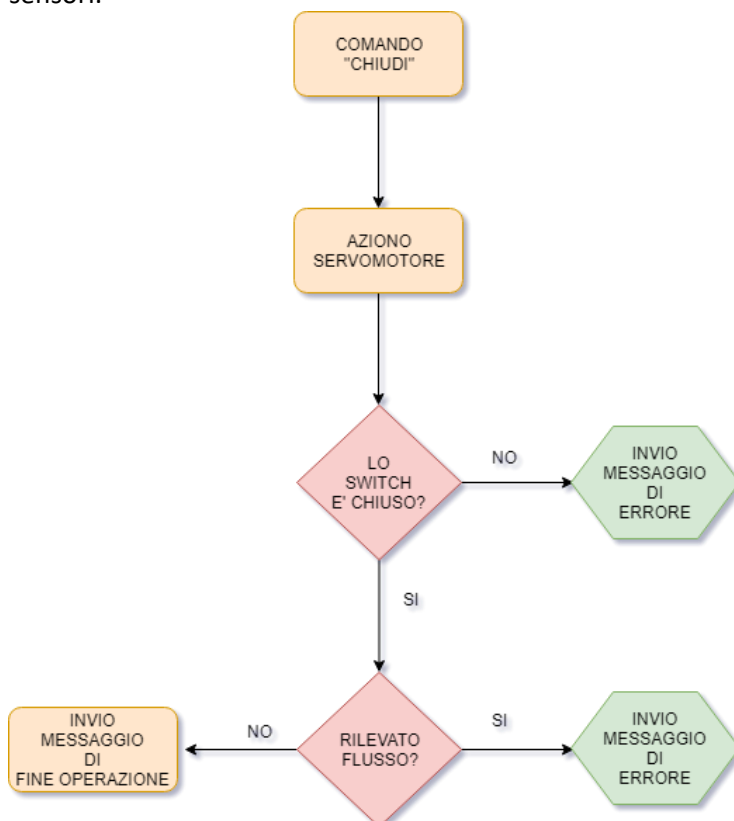 sensori.
COMANDO
"CHIUDI"
AZIONO
SERVOMOTORE
LO
SWITCH
E' CHIUSO?
NO
INVIO
MESSAGGIO
DI
ERRORE
SI
RILEVATO
FLUSSO?
NO
INVIO
MESSAGGIO
DI
FINE OPERAZIONE
SI
INVIO
MESSAGGIO
DI
ERRORE